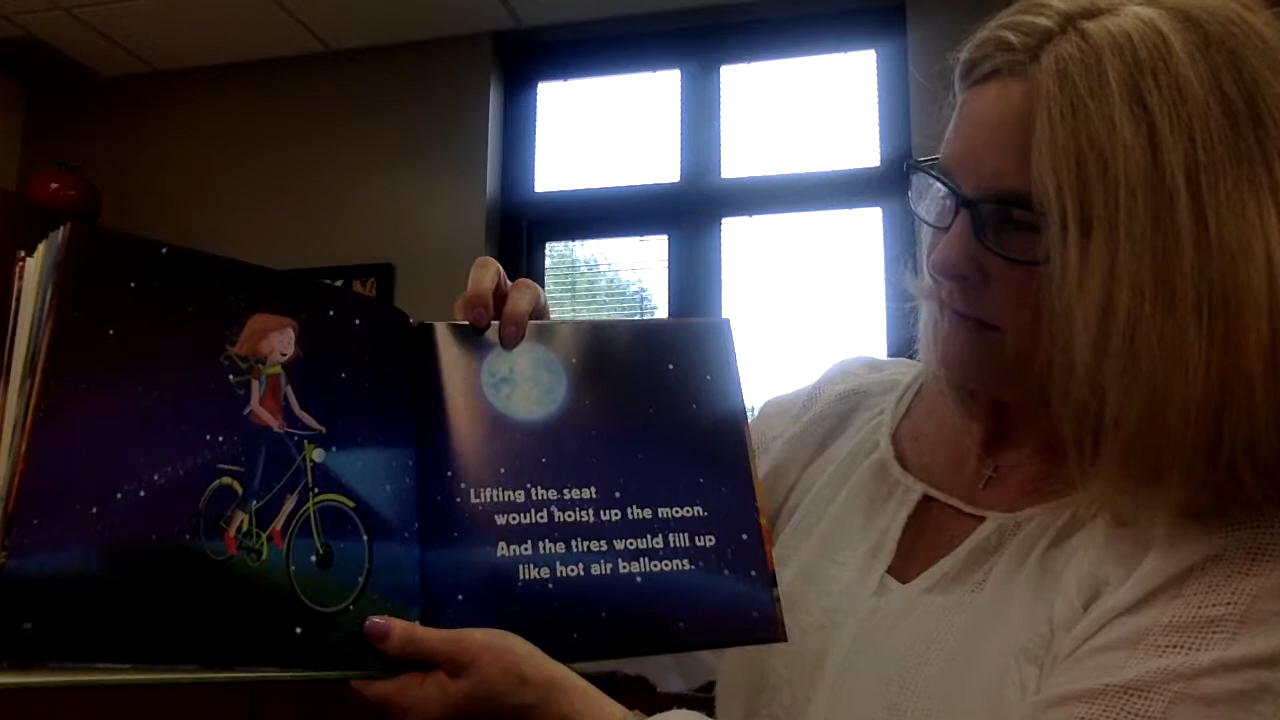 Lifting the seat
would hoist up the moon.
And the tires would fill up
like hot air balloons.